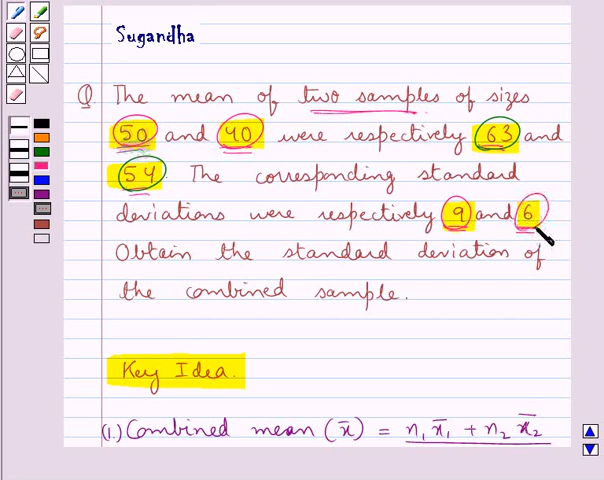 Sugandha
Q The mean of two samples of sizes
50 and 40 were respectively 63 and
54. The corresponding standard
deviations were respectively 9 and 6
Obtain the standard deviation of
the combined sample.
Key Idea.
(1.) Combined mean (x̄) = n₁ x̄₁ + n₂ x̄₂